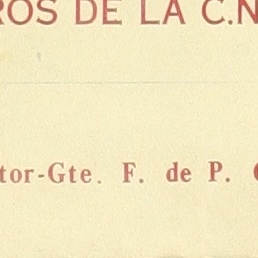 ROS DE LA C.N
tor-Gte. F. de P.